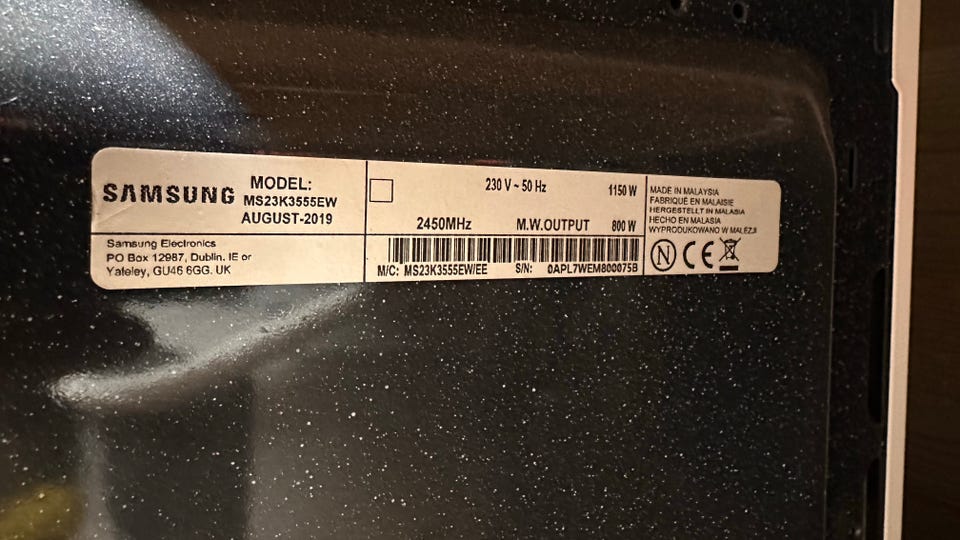 SAMSUNG
MODEL:
MS23K3555EW
AUGUST-2019
Samsung Electronics
PO Box 12987, Dublin. IE or
Yateley, GU46 6GG. UK
230 V ~ 50 Hz 1150 W
2450MHz M.W.OUTPUT 800 W
M/C: MS23K3555EW/EE S/N: 0APL7WEM800075B
MADE IN MALAYSIA
FABRIQUÉ EN MALAISIE
HERGESTELLT IN MALASIA
HECHO EN MALASIA
WYPRODUKOWANO W MALEZJI
N CE